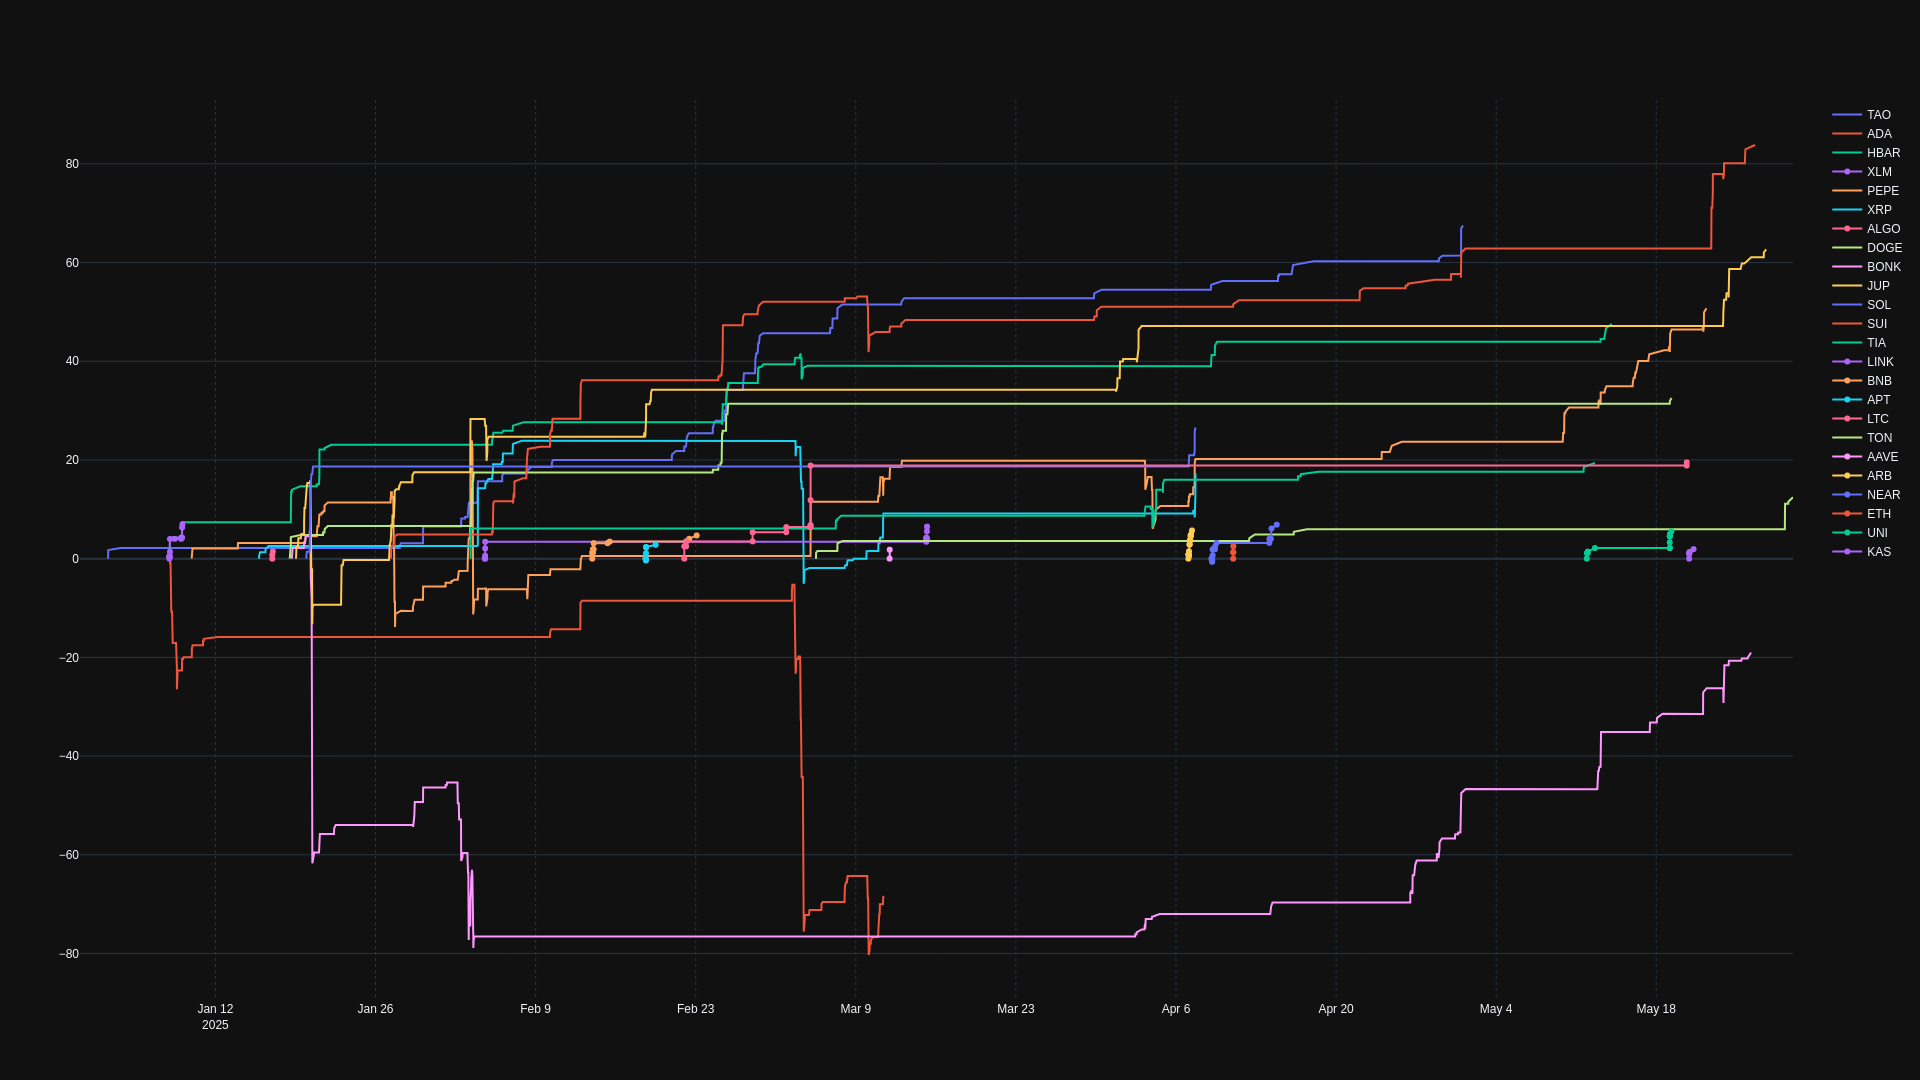 80
60
40
20
0
−20
−40
−60
−80
Jan 12
2025
Jan 26
Feb 9
Feb 23
Mar 9
Mar 23
Apr 6
Apr 20
May 4
May 18
TAO
ADA
HBAR
XLM
PEPE
XRP
ALGO
DOGE
BONK
JUP
SOL
SUI
TIA
LINK
BNB
APT
LTC
TON
AAVE
ARB
NEAR
ETH
UNI
KAS